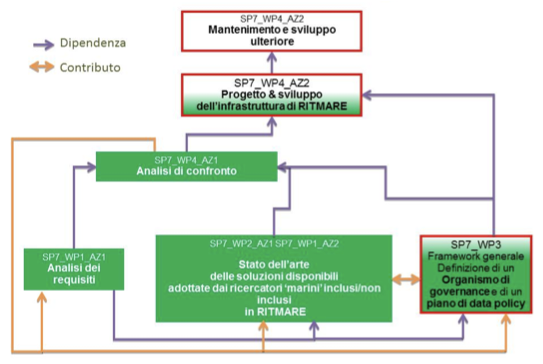 SP7_WP4_AZ2
Mantenimento e sviluppo
ulteriore
Dipendenza
Contributo
SP7_WP4_AZ2
Progetto & sviluppo
dell'infrastruttura di RITMARE
SP7_WP4_AZ1
Analisi di confronto
SP7_WP1_AZ1
Analisi dei
requisiti
SP7_WP2_AZ1 SP7_WP1_AZ2
Stato dell'arte
delle soluzioni disponibili
adottate dai ricercatori 'marini' inclusi/non
inclusi
in RITMARE
SP7_WP3
Framework generale
Definizione di un
Organismo di
governance e di un
piano di data policy